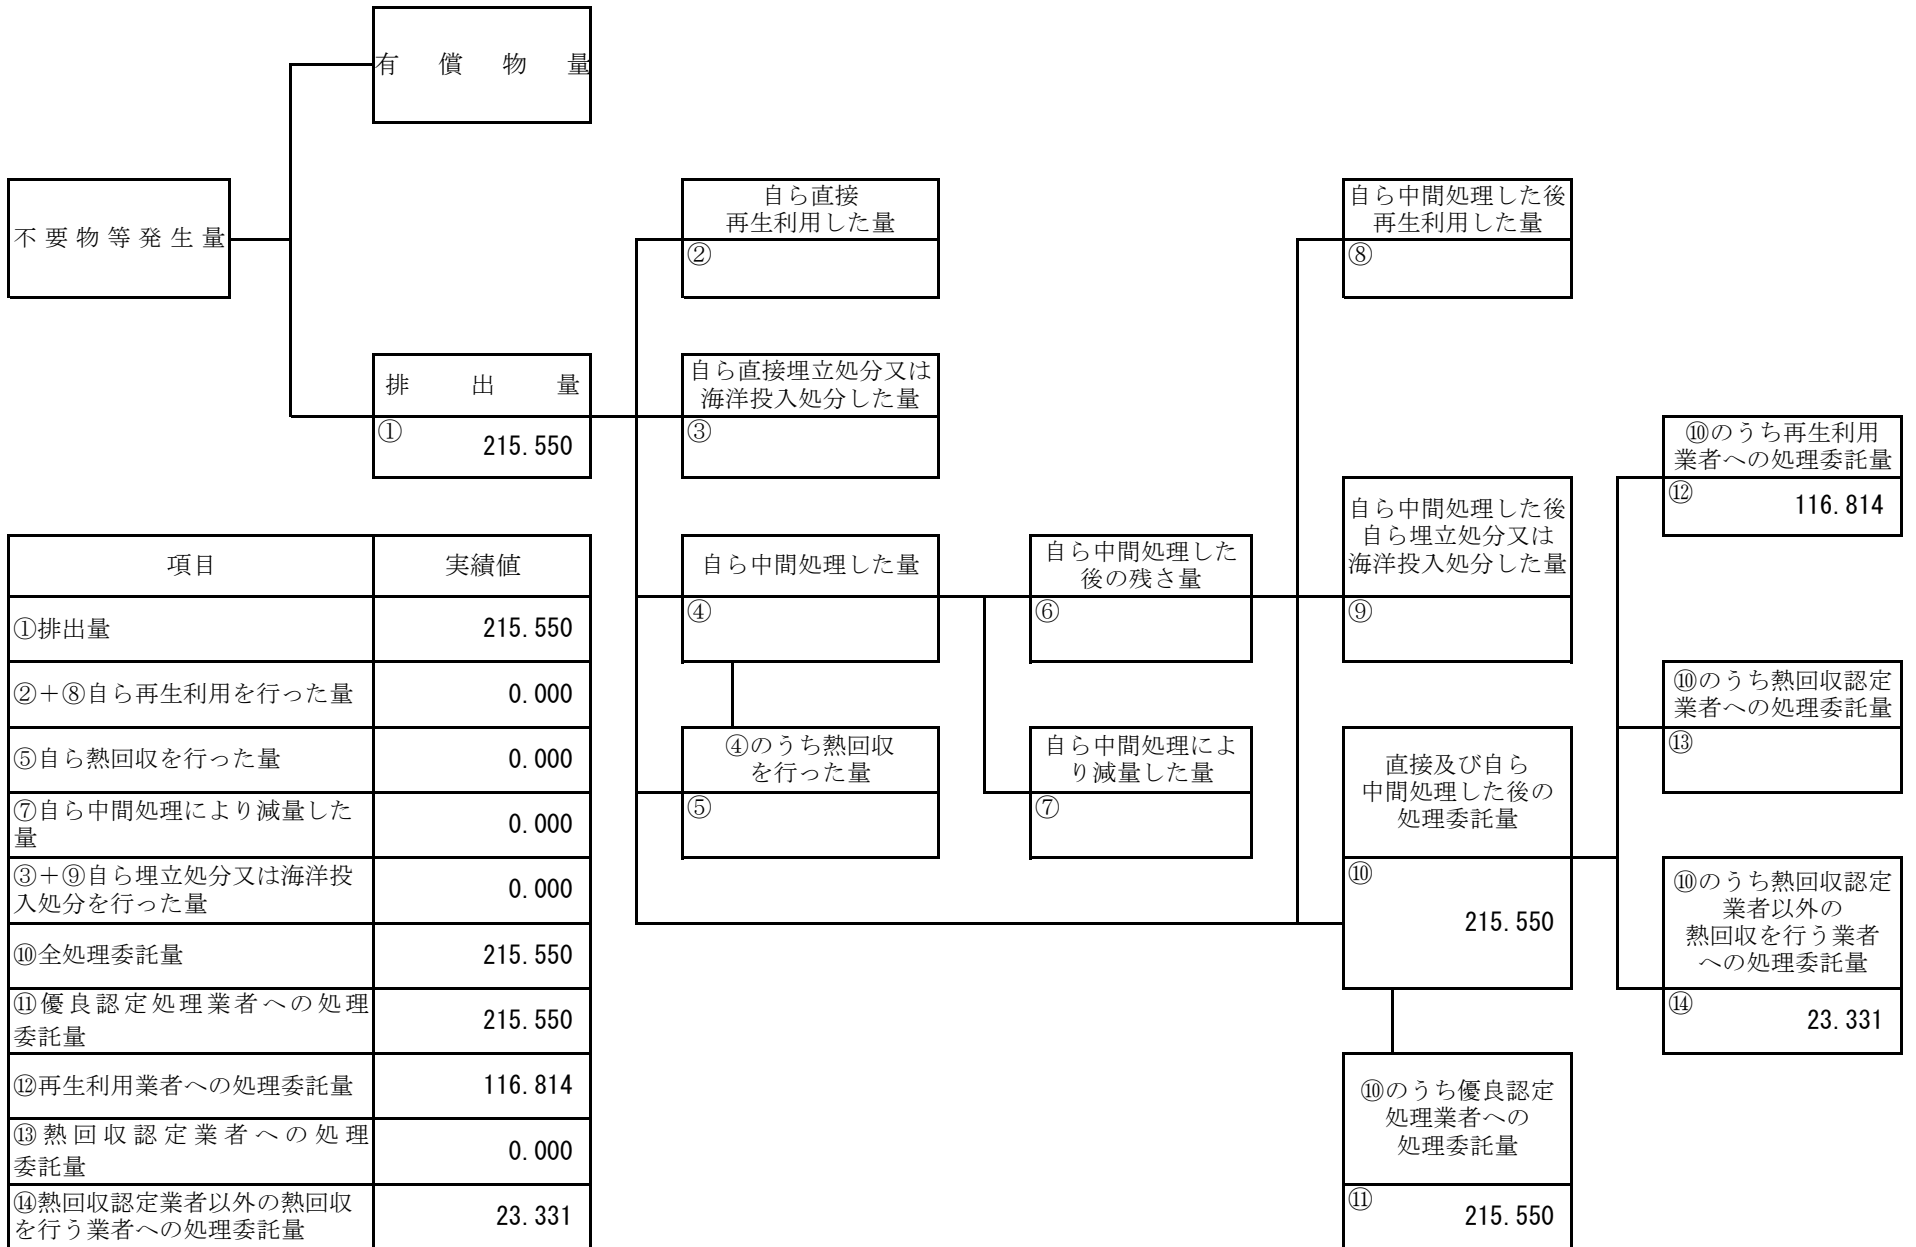 有償物量
不要物等発生量
自ら直接
再生利用した量
②
自ら中間処理した後
再生利用した量
⑧
排出量
①
215.550
自ら直接埋立処分又は
海洋投入処分した量
③
⑩のうち再生利用
業者への処理委託量
⑫
116.814
自ら中間処理した量
④
自ら中間処理した
後の残さ量
⑥
自ら中間処理した後
自ら埋立処分又は
海洋投入処分した量
⑨
⑩のうち熱回収認定
業者への処理委託量
⑬
④のうち熱回収
を行った量
⑤
自ら中間処理によ
り減量した量
⑦
直接及び自ら
中間処理した後の
処理委託量
⑩
215.550
⑩のうち熱回収認定
業者以外の
熱回収を行う業者
への処理委託量
⑭
23.331
⑩のうち優良認定
処理業者への
処理委託量
⑪
215.550
項目 実績値
①排出量 215.550
②＋⑧自ら再生利用を行った量 0.000
⑤自ら熱回収を行った量 0.000
⑦自ら中間処理により減量した
量 0.000
③＋⑨自ら埋立処分又は海洋投
入処分を行った量 0.000
⑩全処理委託量 215.550
⑪優良認定処理業者への処理
委託量 215.550
⑫再生利用業者への処理委託量 116.814
⑬熱回収認定業者への処理
委託量 0.000
⑭熱回収認定業者以外の熱回収
を行う業者への処理委託量 23.331